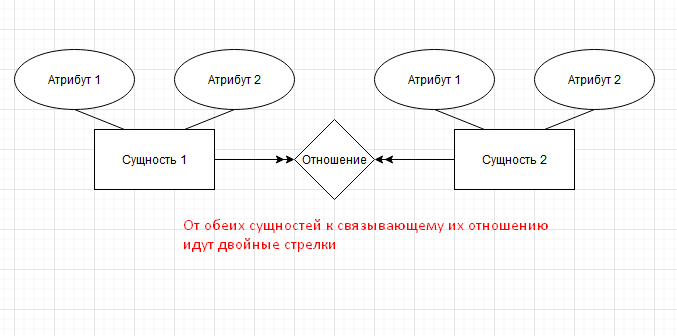 Атрибут 1
Атрибут 2
Атрибут 1
Атрибут 2
Сущность 1
Отношение
Сущность 2
От обеих сущностей к связывающему их отношению
идут двойные стрелки